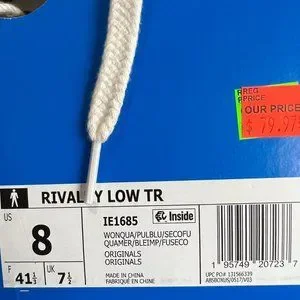 REG
PRICE
OUR PRICE
$ 79.97
RIVALRY LOW TR
US
8
F
41⅓
UK
7½
IE1685
Inside
WONQUA/PULBLU/SECOFU
QUAMER/BLEIMP/FUSECO
ORIGINALS
ORIGINALS
MADE IN CHINA
FABRIQUÉ EN CHINE
1 95749 20723 7
UPC PO# 131566339